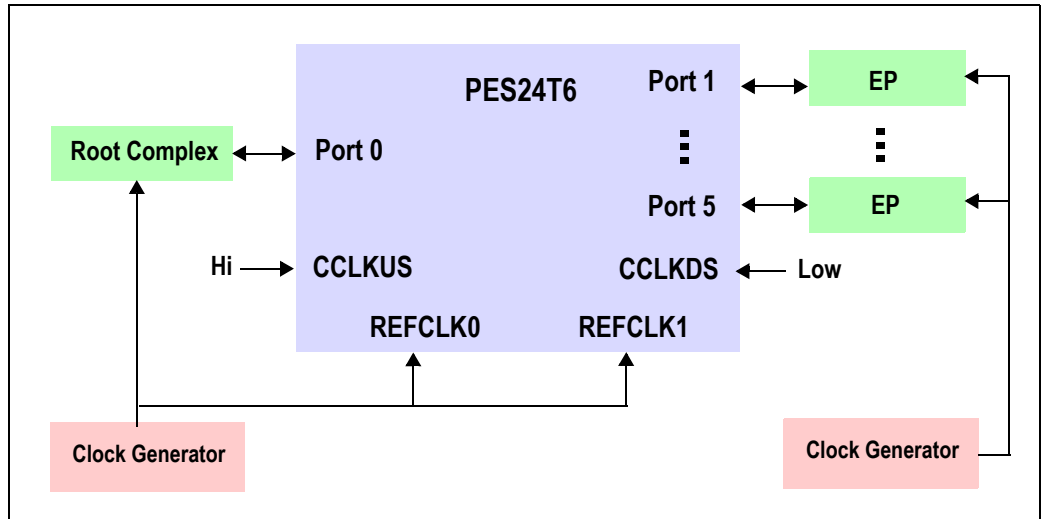 PES24T6
Port 1
EP
Root Complex
Port 0
Port 5
EP
Hi
CCLKUS
CCLKDS
Low
REFCLK0
REFCLK1
Clock Generator
Clock Generator